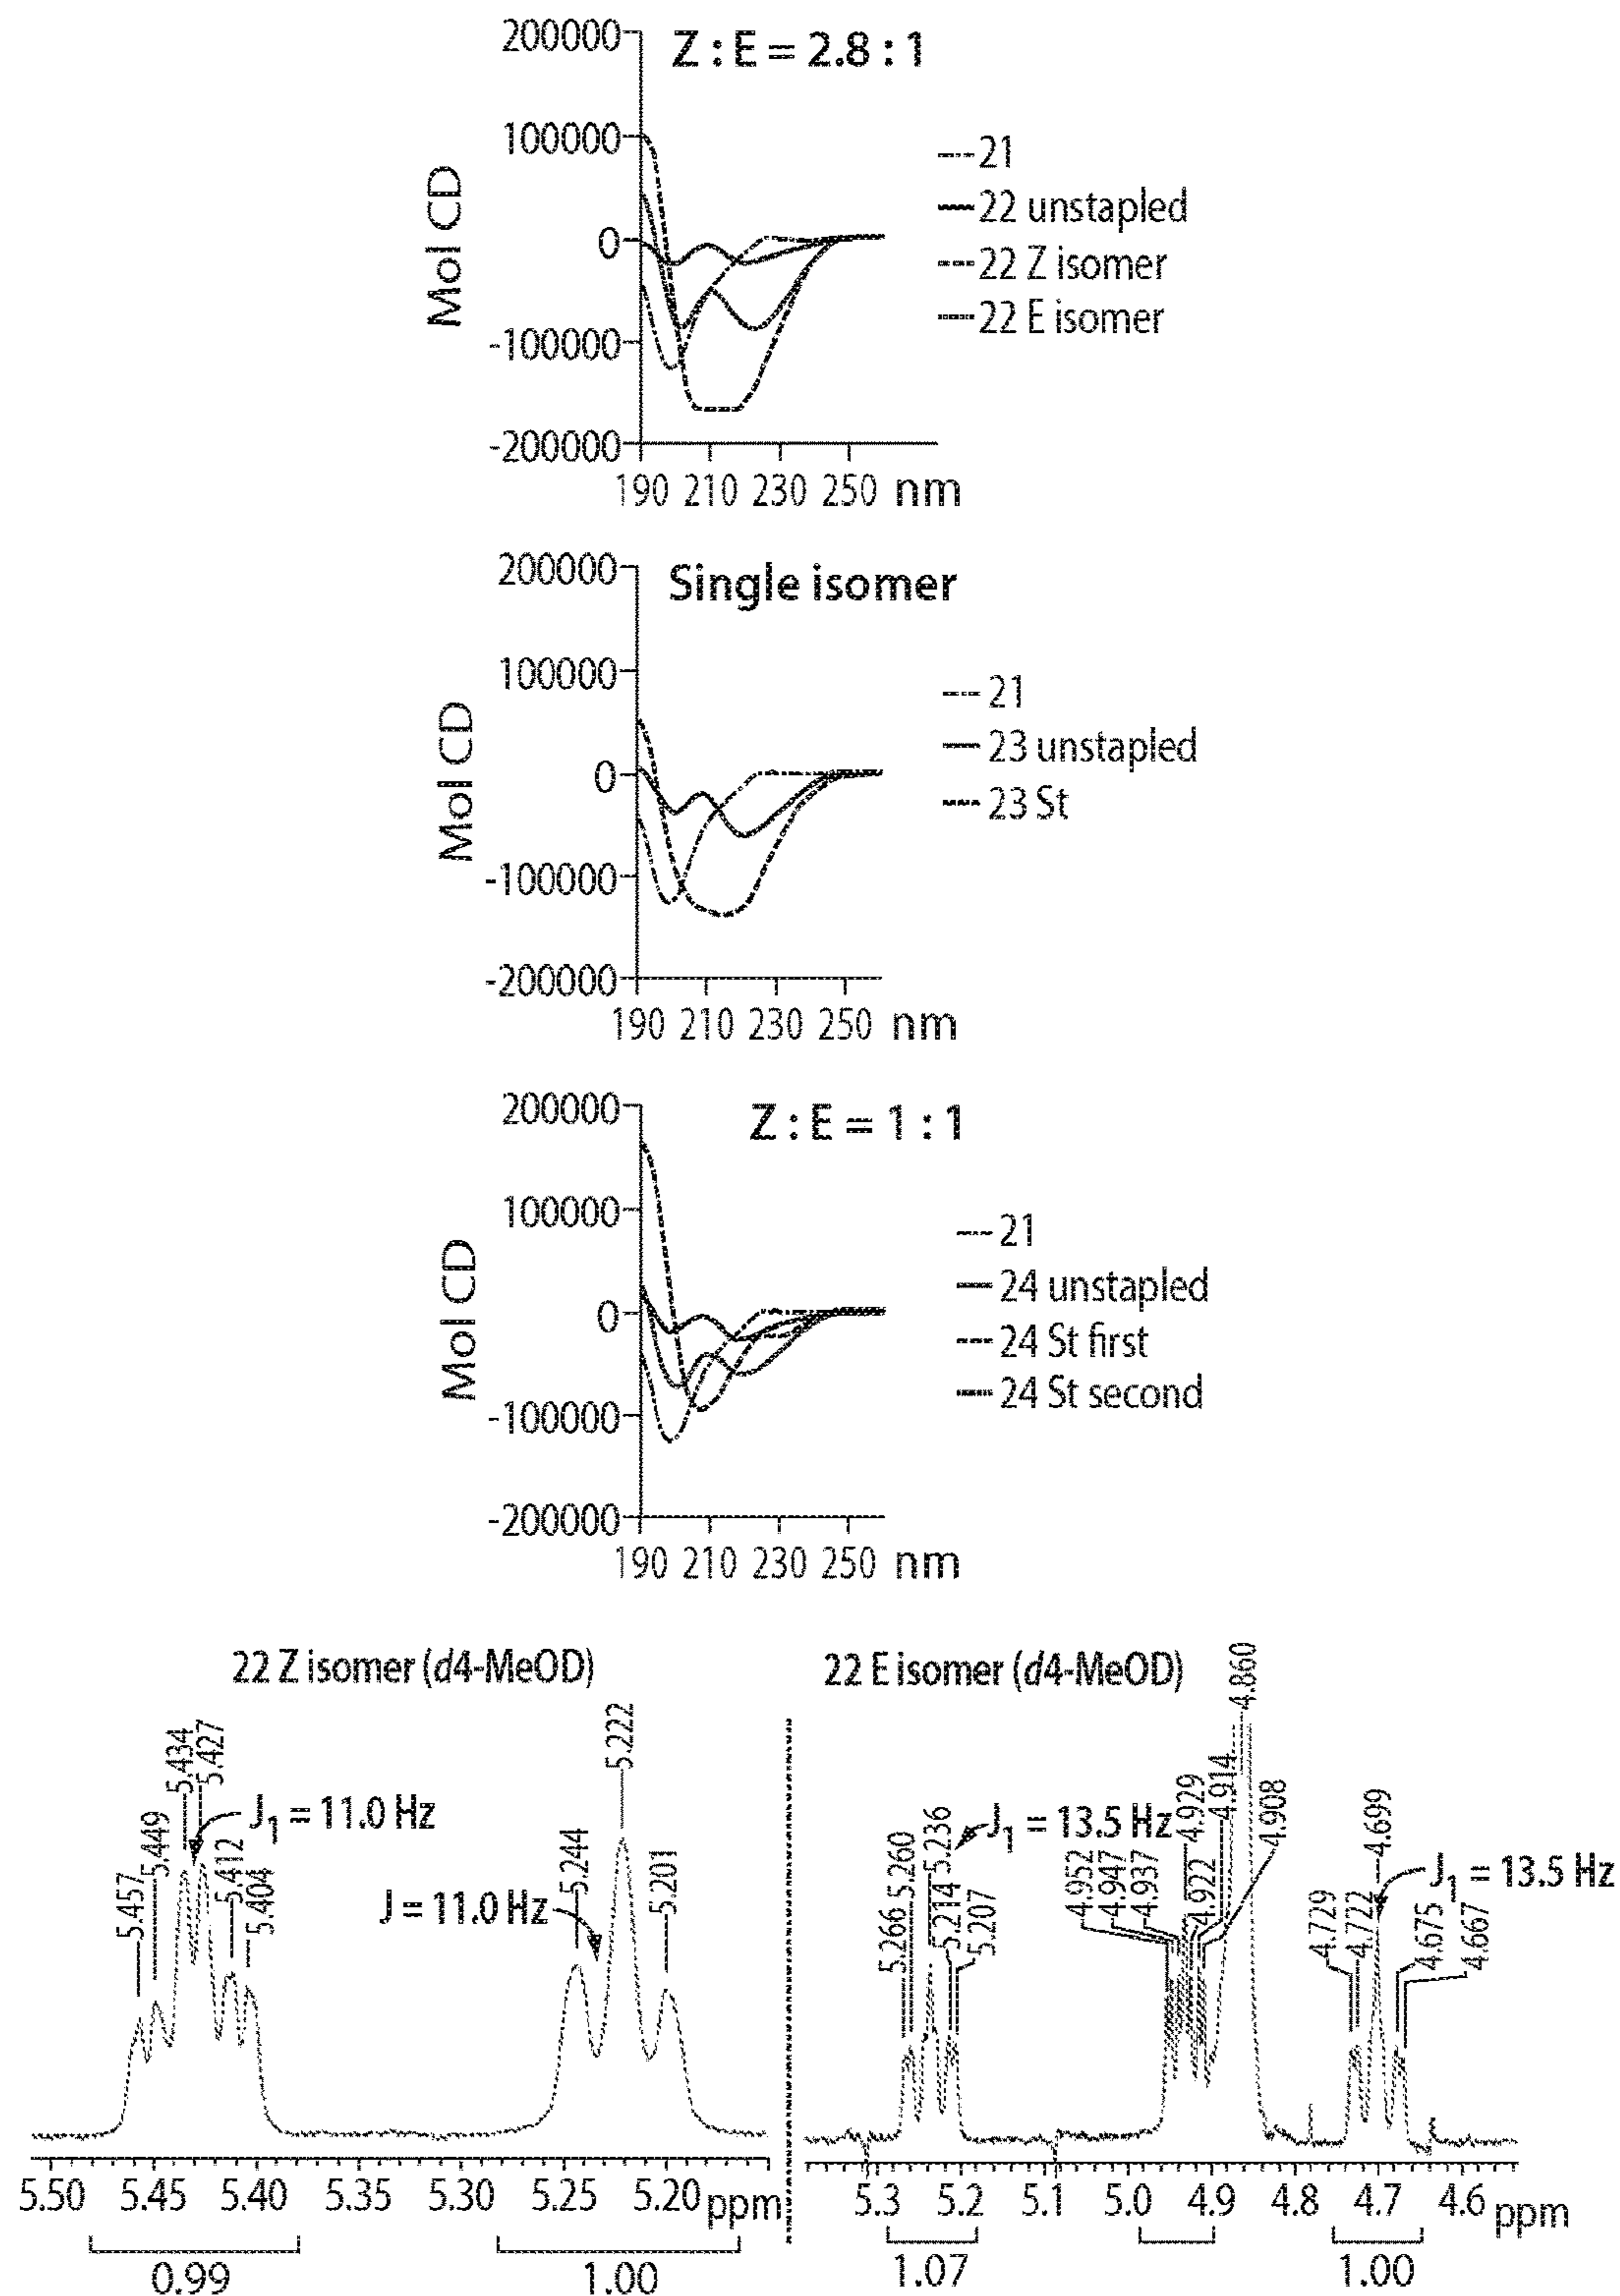 Z : E = 2.8 : 1
200000
100000
0
-100000
-200000
Mol CD
190 210 230 250 nm
21
22 unstapled
22 Z isomer
22 E isomer
Single isomer
200000
100000
0
-100000
-200000
Mol CD
190 210 230 250 nm
21
23 unstapled
23 St
Z : E = 1 : 1
200000
100000
0
-100000
-200000
Mol CD
190 210 230 250 nm
21
24 unstapled
24 St first
24 St second
22 Z isomer (d4-MeOD)
5.457
5.449
5.434
5.427
5.412
5.404
J1 = 11.0 Hz
J = 11.0 Hz
5.244
5.222
5.201
5.50 5.45 5.40 5.35 5.30 5.25 5.20 ppm
0.99 1.00
22 E isomer (d4-MeOD)
5.266
5.260
5.236
5.214
5.207
J1 = 13.5 Hz
4.952
4.947
4.937
4.929
4.922
4.914
4.908
4.860
4.729
4.722
4.699
4.675
4.667
J1 = 13.5 Hz
5.3 5.2 5.1 5.0 4.9 4.8 4.7 4.6 ppm
1.07 1.00